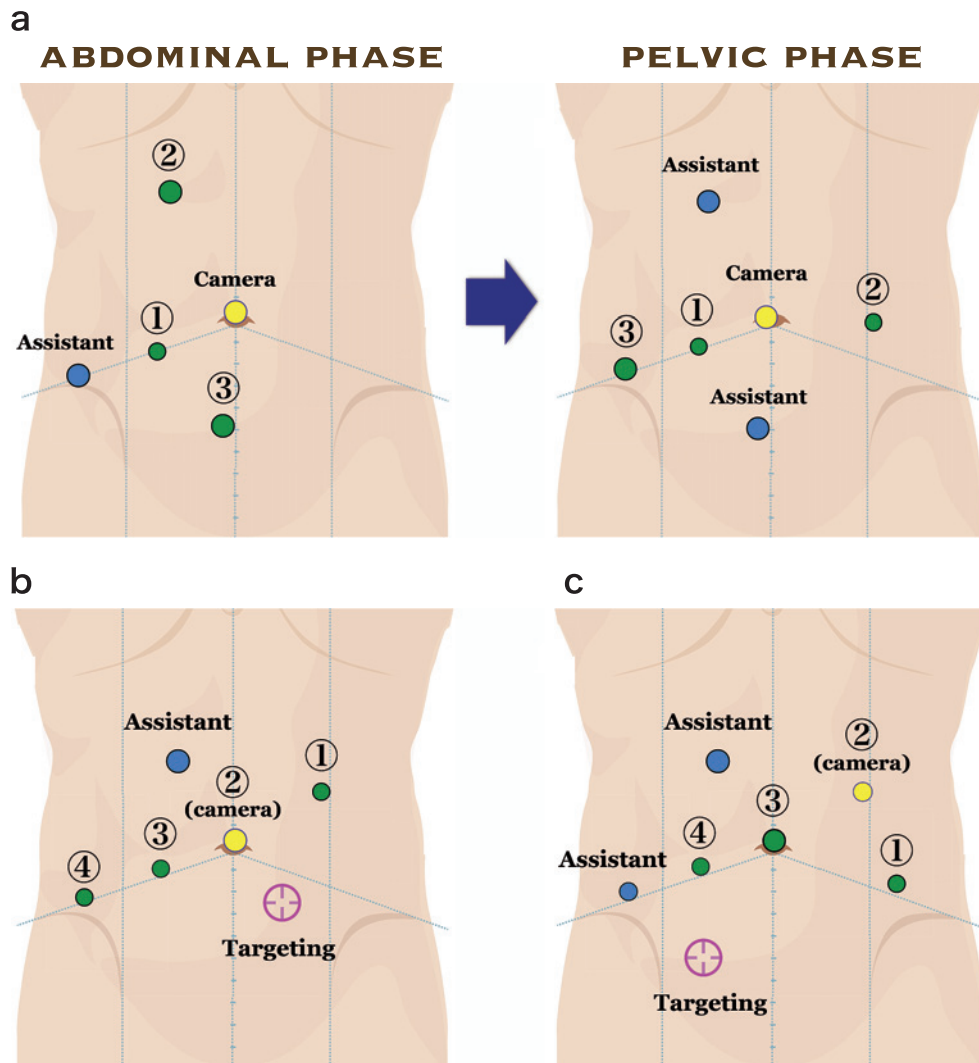 a
ABDOMINAL PHASE
②
Camera
①
Assistant
③
PELVIC PHASE
Assistant
Camera
②
①
③
Assistant
b
Assistant
①
②
(camera)
③
④
Targeting
c
Assistant
②
(camera)
③
④
Assistant
①
Targeting